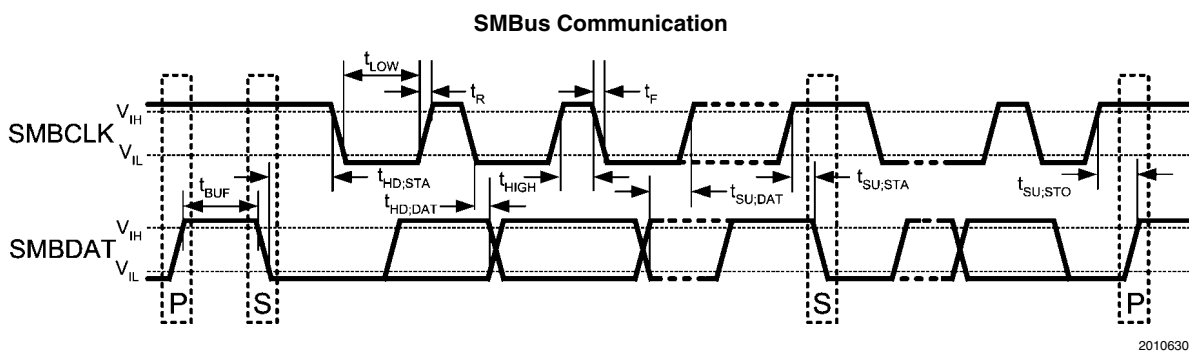 SMBus Communication
tLOW
tR
tF
VIH
SMBCLK
VIL
tBUF
tHD;STA
tHIGH
tSU;DAT
tSU;STA
tSU;STO
tHD;DAT
VIH
SMBDAT
VIL
P
S
S
P
2010630